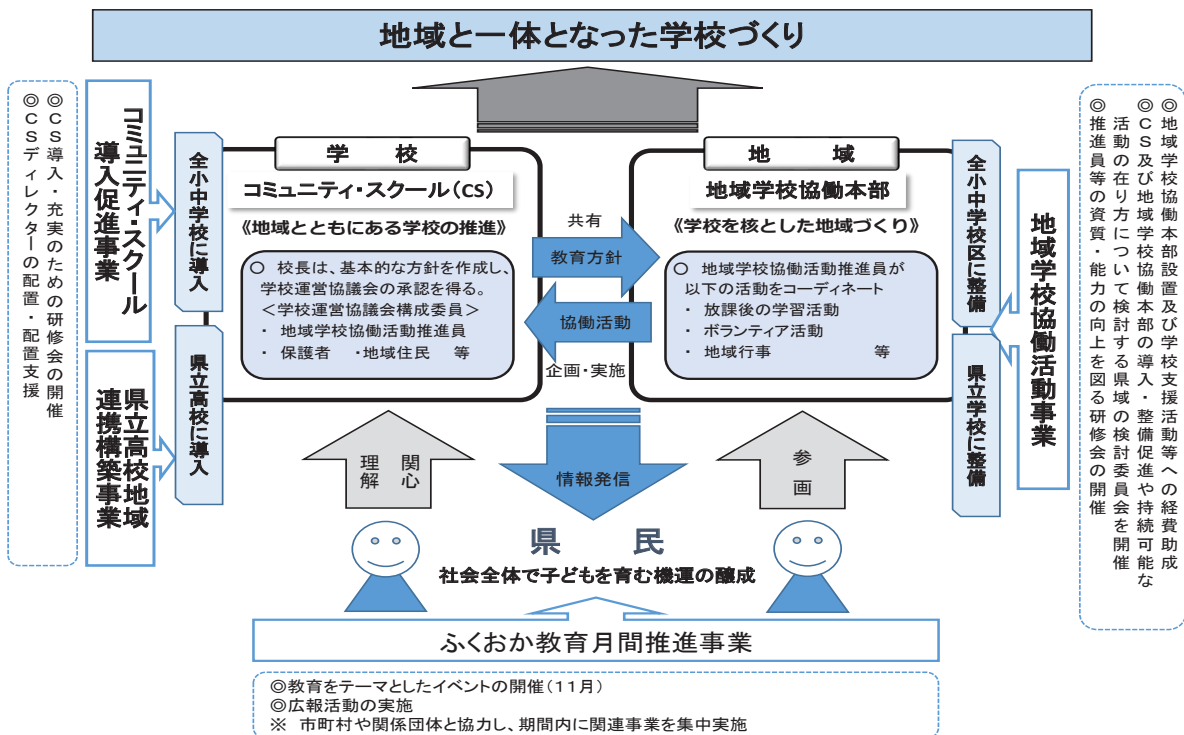 地域と一体となった学校づくり
コミュニティ・スクール
導入促進事業
◎CS導入・充実のための研修会の開催
◎CSディレクターの配置・配置支援
県立高校地域
連携構築事業
全小中学校に導入
県立高校に導入
学　校
コミュニティ・スクール(CS)
《地域とともにある学校の推進》
○ 校長は、基本的な方針を作成し、
学校運営協議会の承認を得る。
<学校運営協議会構成委員>
・ 地域学校協働活動推進員
・ 保護者　・地域住民　等
共有
教育方針
協働活動
企画・実施
地　域
地域学校協働本部
《学校を核とした地域づくり》
○ 地域学校協働活動推進員が
以下の活動をコーディネート
・ 放課後の学習活動
・ ボランティア活動
・ 地域行事　等
全小中学校区に整備
県立学校に整備
地域学校協働活動事業
◎地域学校協働本部設置及び学校支援活動等への経費助成
◎CS及び地域学校協働本部の導入・整備促進や持続可能な
活動の在り方について検討する県域の検討委員会を開催
◎推進員等の資質・能力の向上を図る研修会の開催
関心
理解
情報発信
参画
県　民
社会全体で子どもを育む機運の醸成
ふくおか教育月間推進事業
◎教育をテーマとしたイベントの開催(11月)
◎広報活動の実施
※ 市町村や関係団体と協力し、期間内に関連事業を集中実施